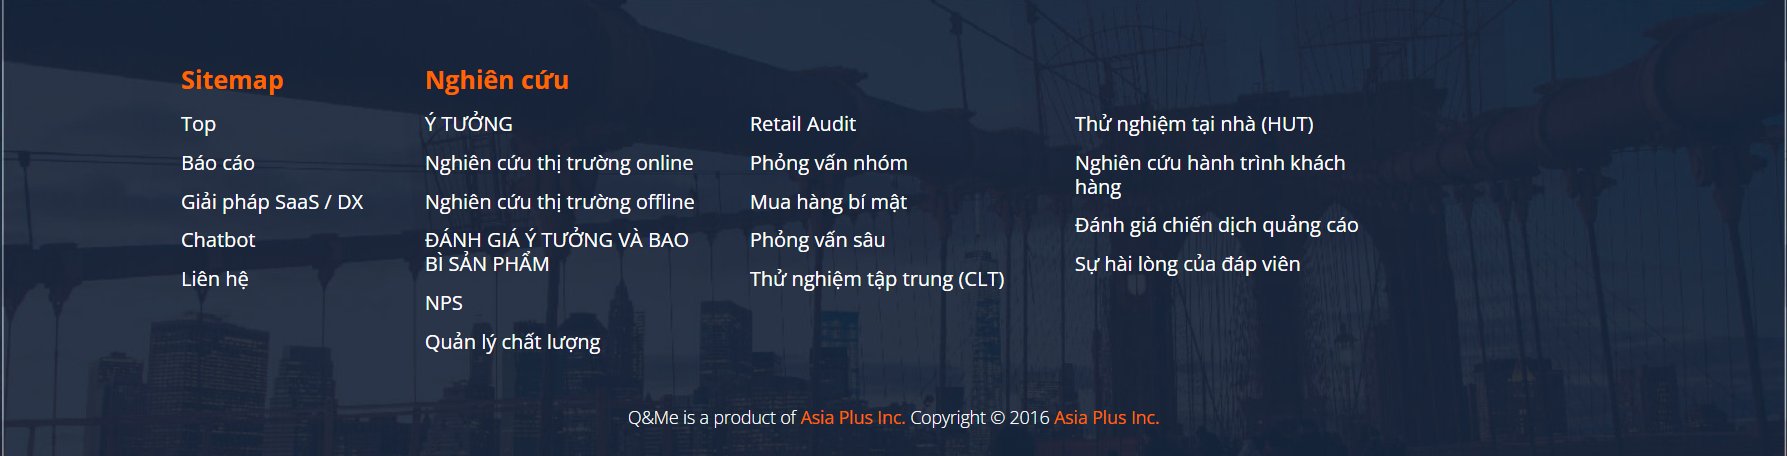 Sitemap
Top
Báo cáo
Giải pháp SaaS / DX
Chatbot
Liên hệ
Nghiên cứu
Ý TƯỞNG
Nghiên cứu thị trường online
Nghiên cứu thị trường offline
ĐÁNH GIÁ Ý TƯỞNG VÀ BAO
BÌ SẢN PHẨM
NPS
Quản lý chất lượng
Retail Audit
Phỏng vấn nhóm
Mua hàng bí mật
Phỏng vấn sâu
Thử nghiệm tập trung (CLT)
Thử nghiệm tại nhà (HUT)
Nghiên cứu hành trình khách
hàng
Đánh giá chiến dịch quảng cáo
Sự hài lòng của đáp viên
Q&Me is a product of Asia Plus Inc. Copyright © 2016 Asia Plus Inc.